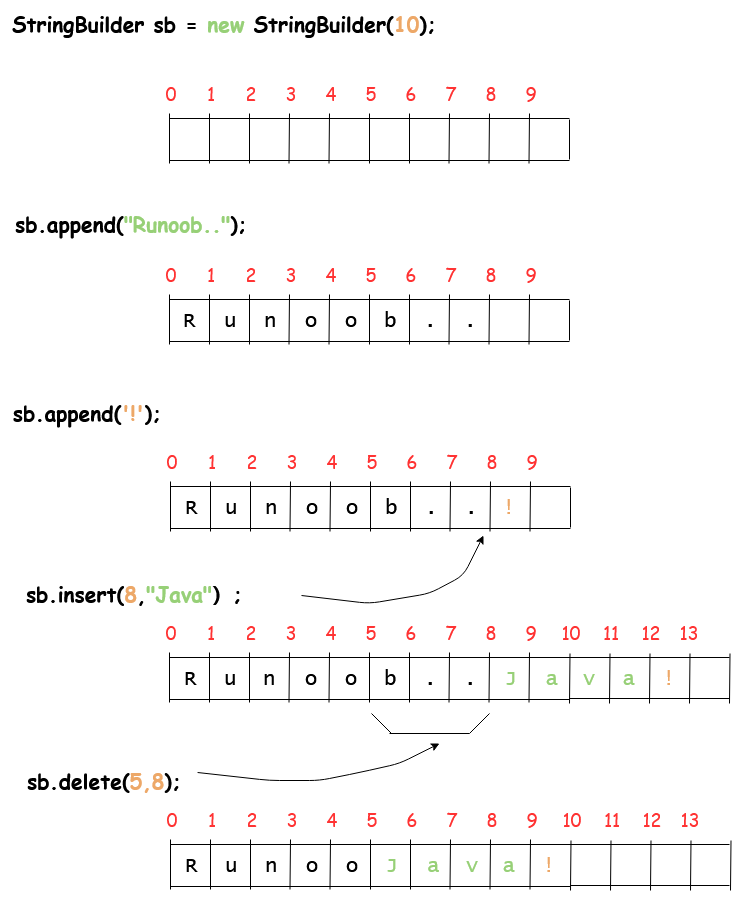 StringBuilder sb = new StringBuilder(10);
0 1 2 3 4 5 6 7 8 9
sb.append("Runoob..");
0 1 2 3 4 5 6 7 8 9
R u n o o b . .
sb.append('!');
0 1 2 3 4 5 6 7 8 9
R u n o o b . . !
sb.insert(8,"Java") ;
0 1 2 3 4 5 6 7 8 9 10 11 12 13
R u n o o b . . J a v a !
sb.delete(5,8);
0 1 2 3 4 5 6 7 8 9 10 11 12 13
R u n o o J a v a !